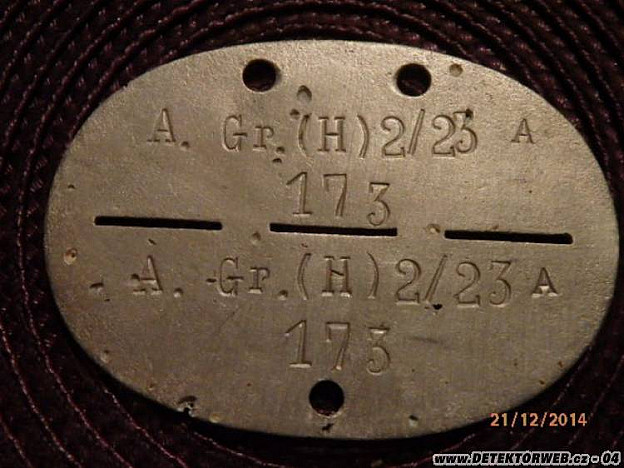 A. Gr.(H)2/23 A
173
A. Gr.(H)2/23 A
173
21/12/2014
www.DETEKTORWEB.cz - 04